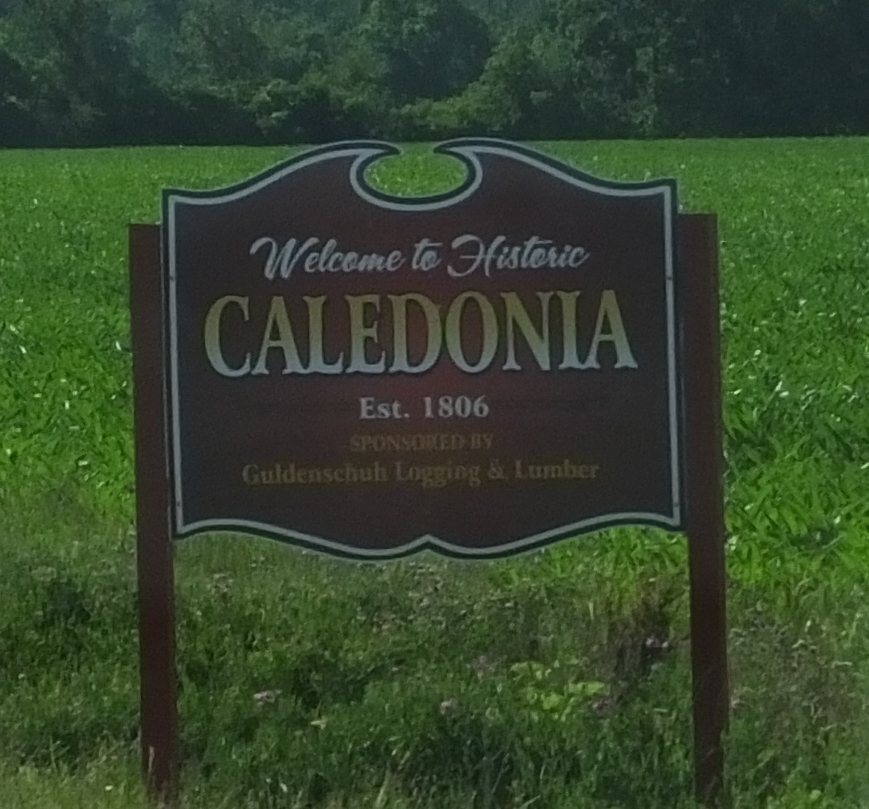 Welcome to Historic
CALEDONIA
Est. 1806
SPONSORED BY
Guldenschuh Logging & Lumber